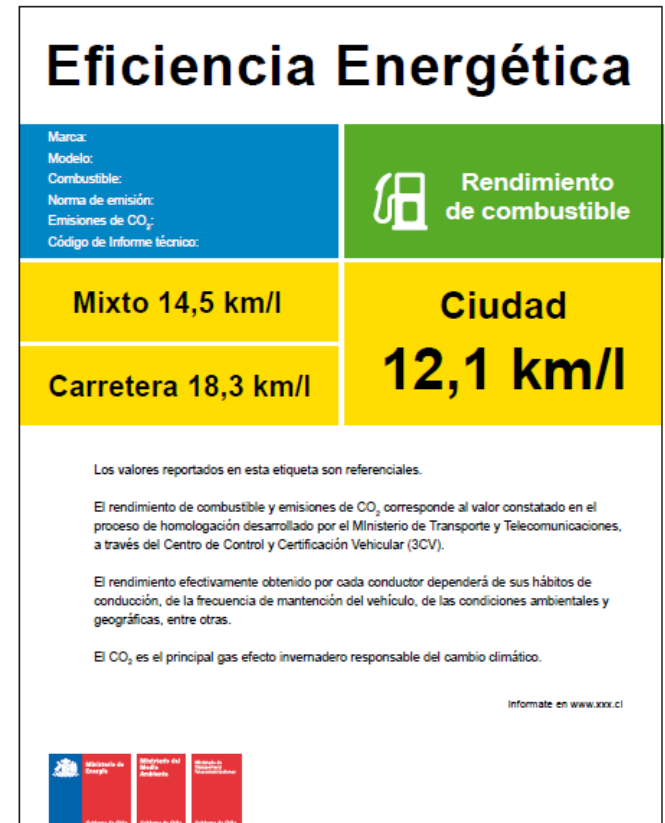 Eficiencia Energética
Marca:
Modelo:
Combustible:
Norma de emisión:
Emisiones de CO₂:
Código de Informe técnico:
Rendimiento
de combustible
Mixto 14,5 km/l
Carretera 18,3 km/l
Ciudad
12,1 km/l
Los valores reportados en esta etiqueta son referenciales.
El rendimiento de combustible y emisiones de CO₂ corresponde al valor constatado en el
proceso de homologación desarrollado por el MInisterio de Transporte y Telecomunicaciones,
a través del Centro de Control y Certificación Vehicular (3CV).
El rendimiento efectivamente obtenido por cada conductor dependerá de sus hábitos de
conducción, de la frecuencia de mantención del vehículo, de las condiciones ambientales y
geográficas, entre otras.
El CO₂ es el principal gas efecto invernadero responsable del cambio climático.
Informate en www.xxx.cl
Ministerio de
Energía
Ministerio del
Medio
Ambiente
Ministerio de
Transporte y
Telecomunicaciones